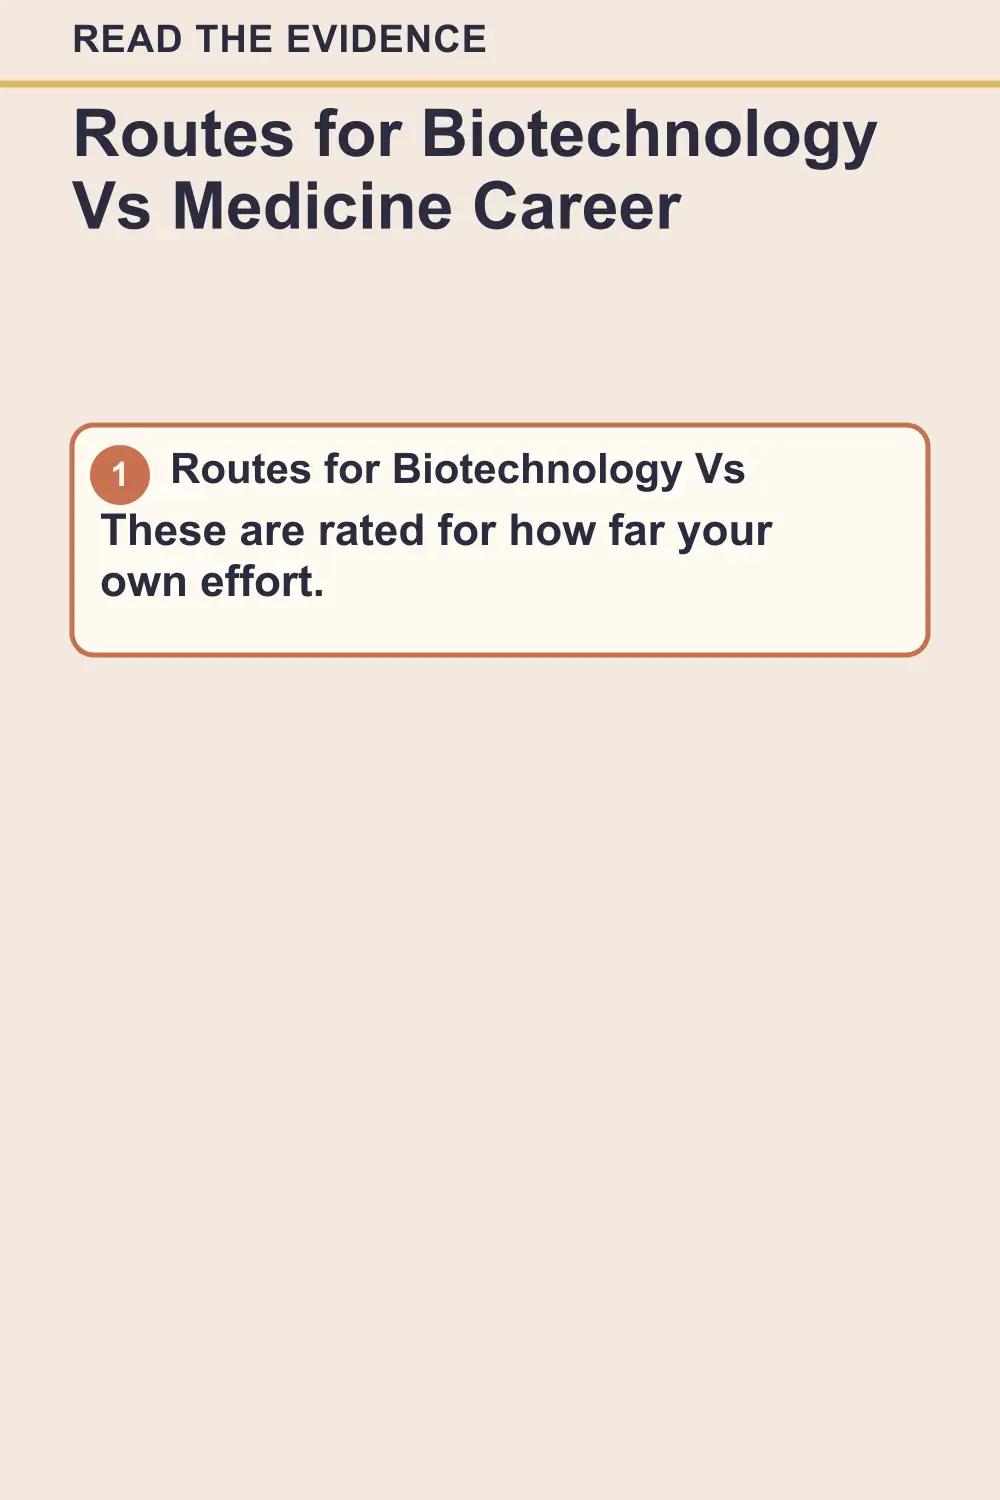 READ THE EVIDENCE
Routes for Biotechnology
Vs Medicine Career
1 Routes for Biotechnology Vs
These are rated for how far your
own effort.